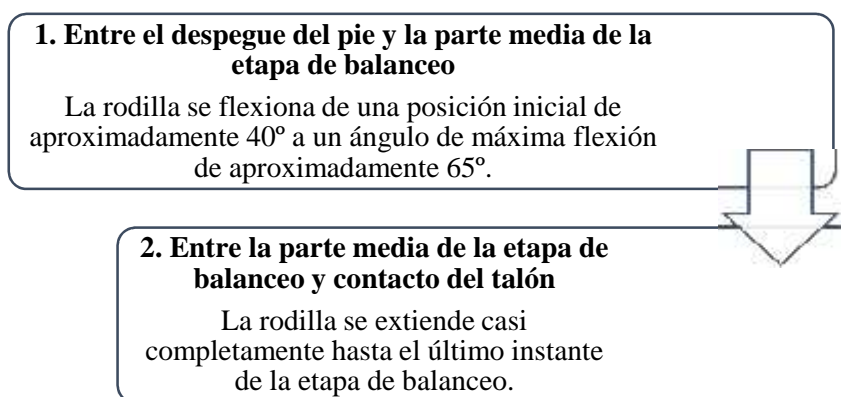 1. Entre el despegue del pie y la parte media de la
etapa de balanceo
La rodilla se flexiona de una posición inicial de
aproximadamente 40º a un ángulo de máxima flexión
de aproximadamente 65º.
2. Entre la parte media de la etapa de
balanceo y contacto del talón
La rodilla se extiende casi
completamente hasta el último instante
de la etapa de balanceo.